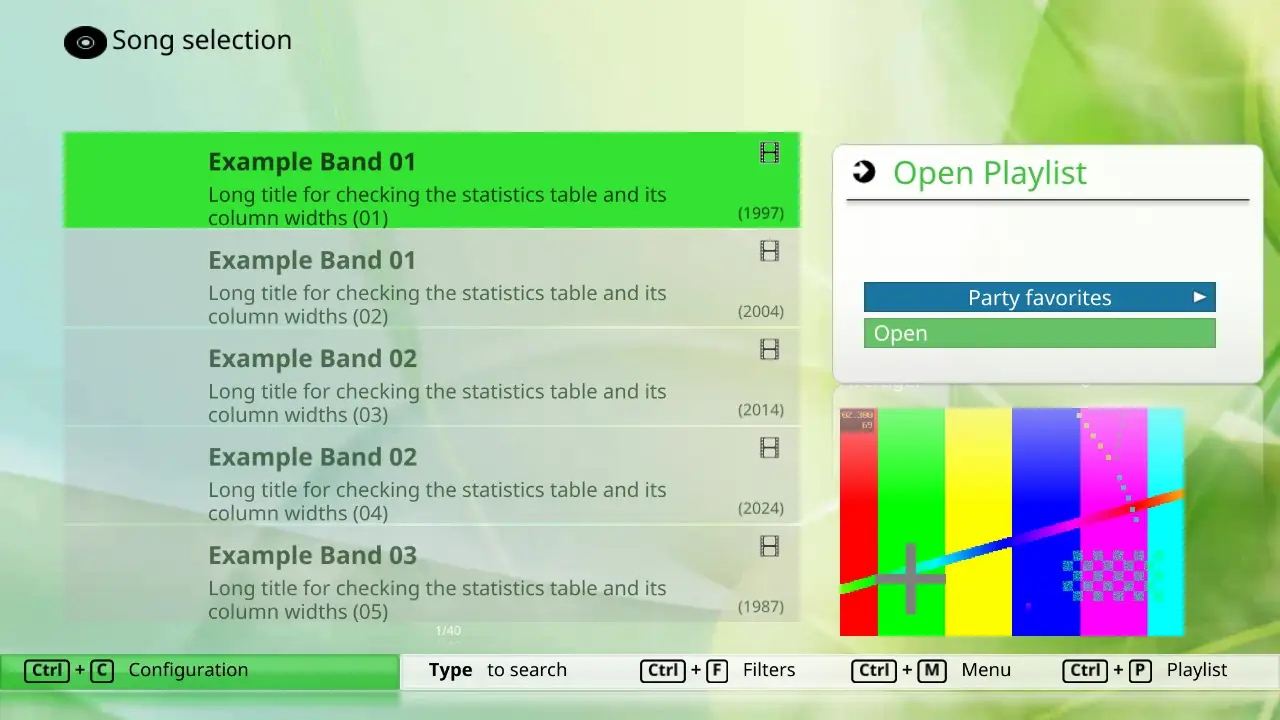 Song selection
Example Band 01
Long title for checking the statistics table and its
column widths (01)
(1997)
Example Band 01
Long title for checking the statistics table and its
column widths (02)
(2004)
Example Band 02
Long title for checking the statistics table and its
column widths (03)
(2014)
Example Band 02
Long title for checking the statistics table and its
column widths (04)
(2024)
Example Band 03
Long title for checking the statistics table and its
column widths (05)
(1987)
1/40
Open Playlist
Party favorites
Open
69
Ctrl + C Configuration
Type to search
Ctrl + F Filters
Ctrl + M Menu
Ctrl + P Playlist